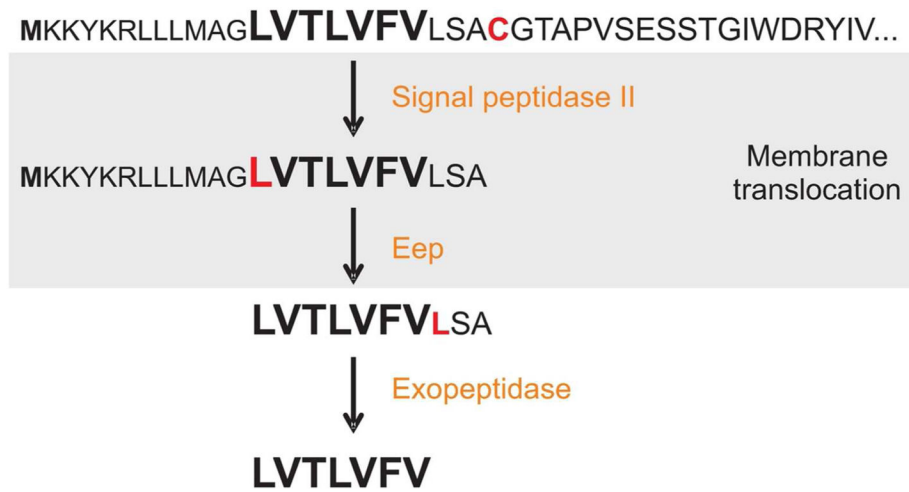 MKKYKRLLLMAGLVTLVFVLSACGTAPVSESSTGIWDRYIV...
Signal peptidase II
MKKYKRLLLMAGLVTLVFVLSA
Membrane
translocation
Eep
LVTLVFVLSA
Exopeptidase
LVTLVFV